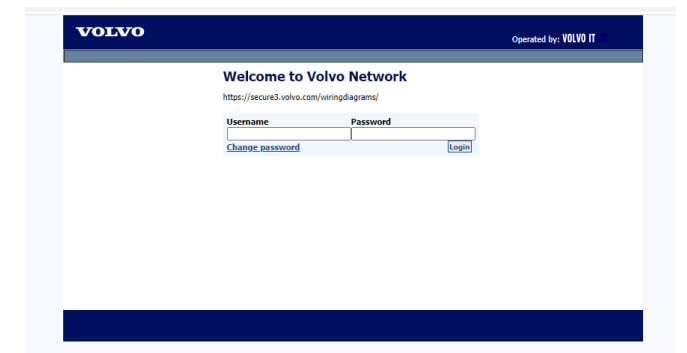 VOLVO
Operated by: VOLVO IT
Welcome to Volvo Network
https://secure3.volvo.com/wiringdiagrams/
Username Password
Change password Login